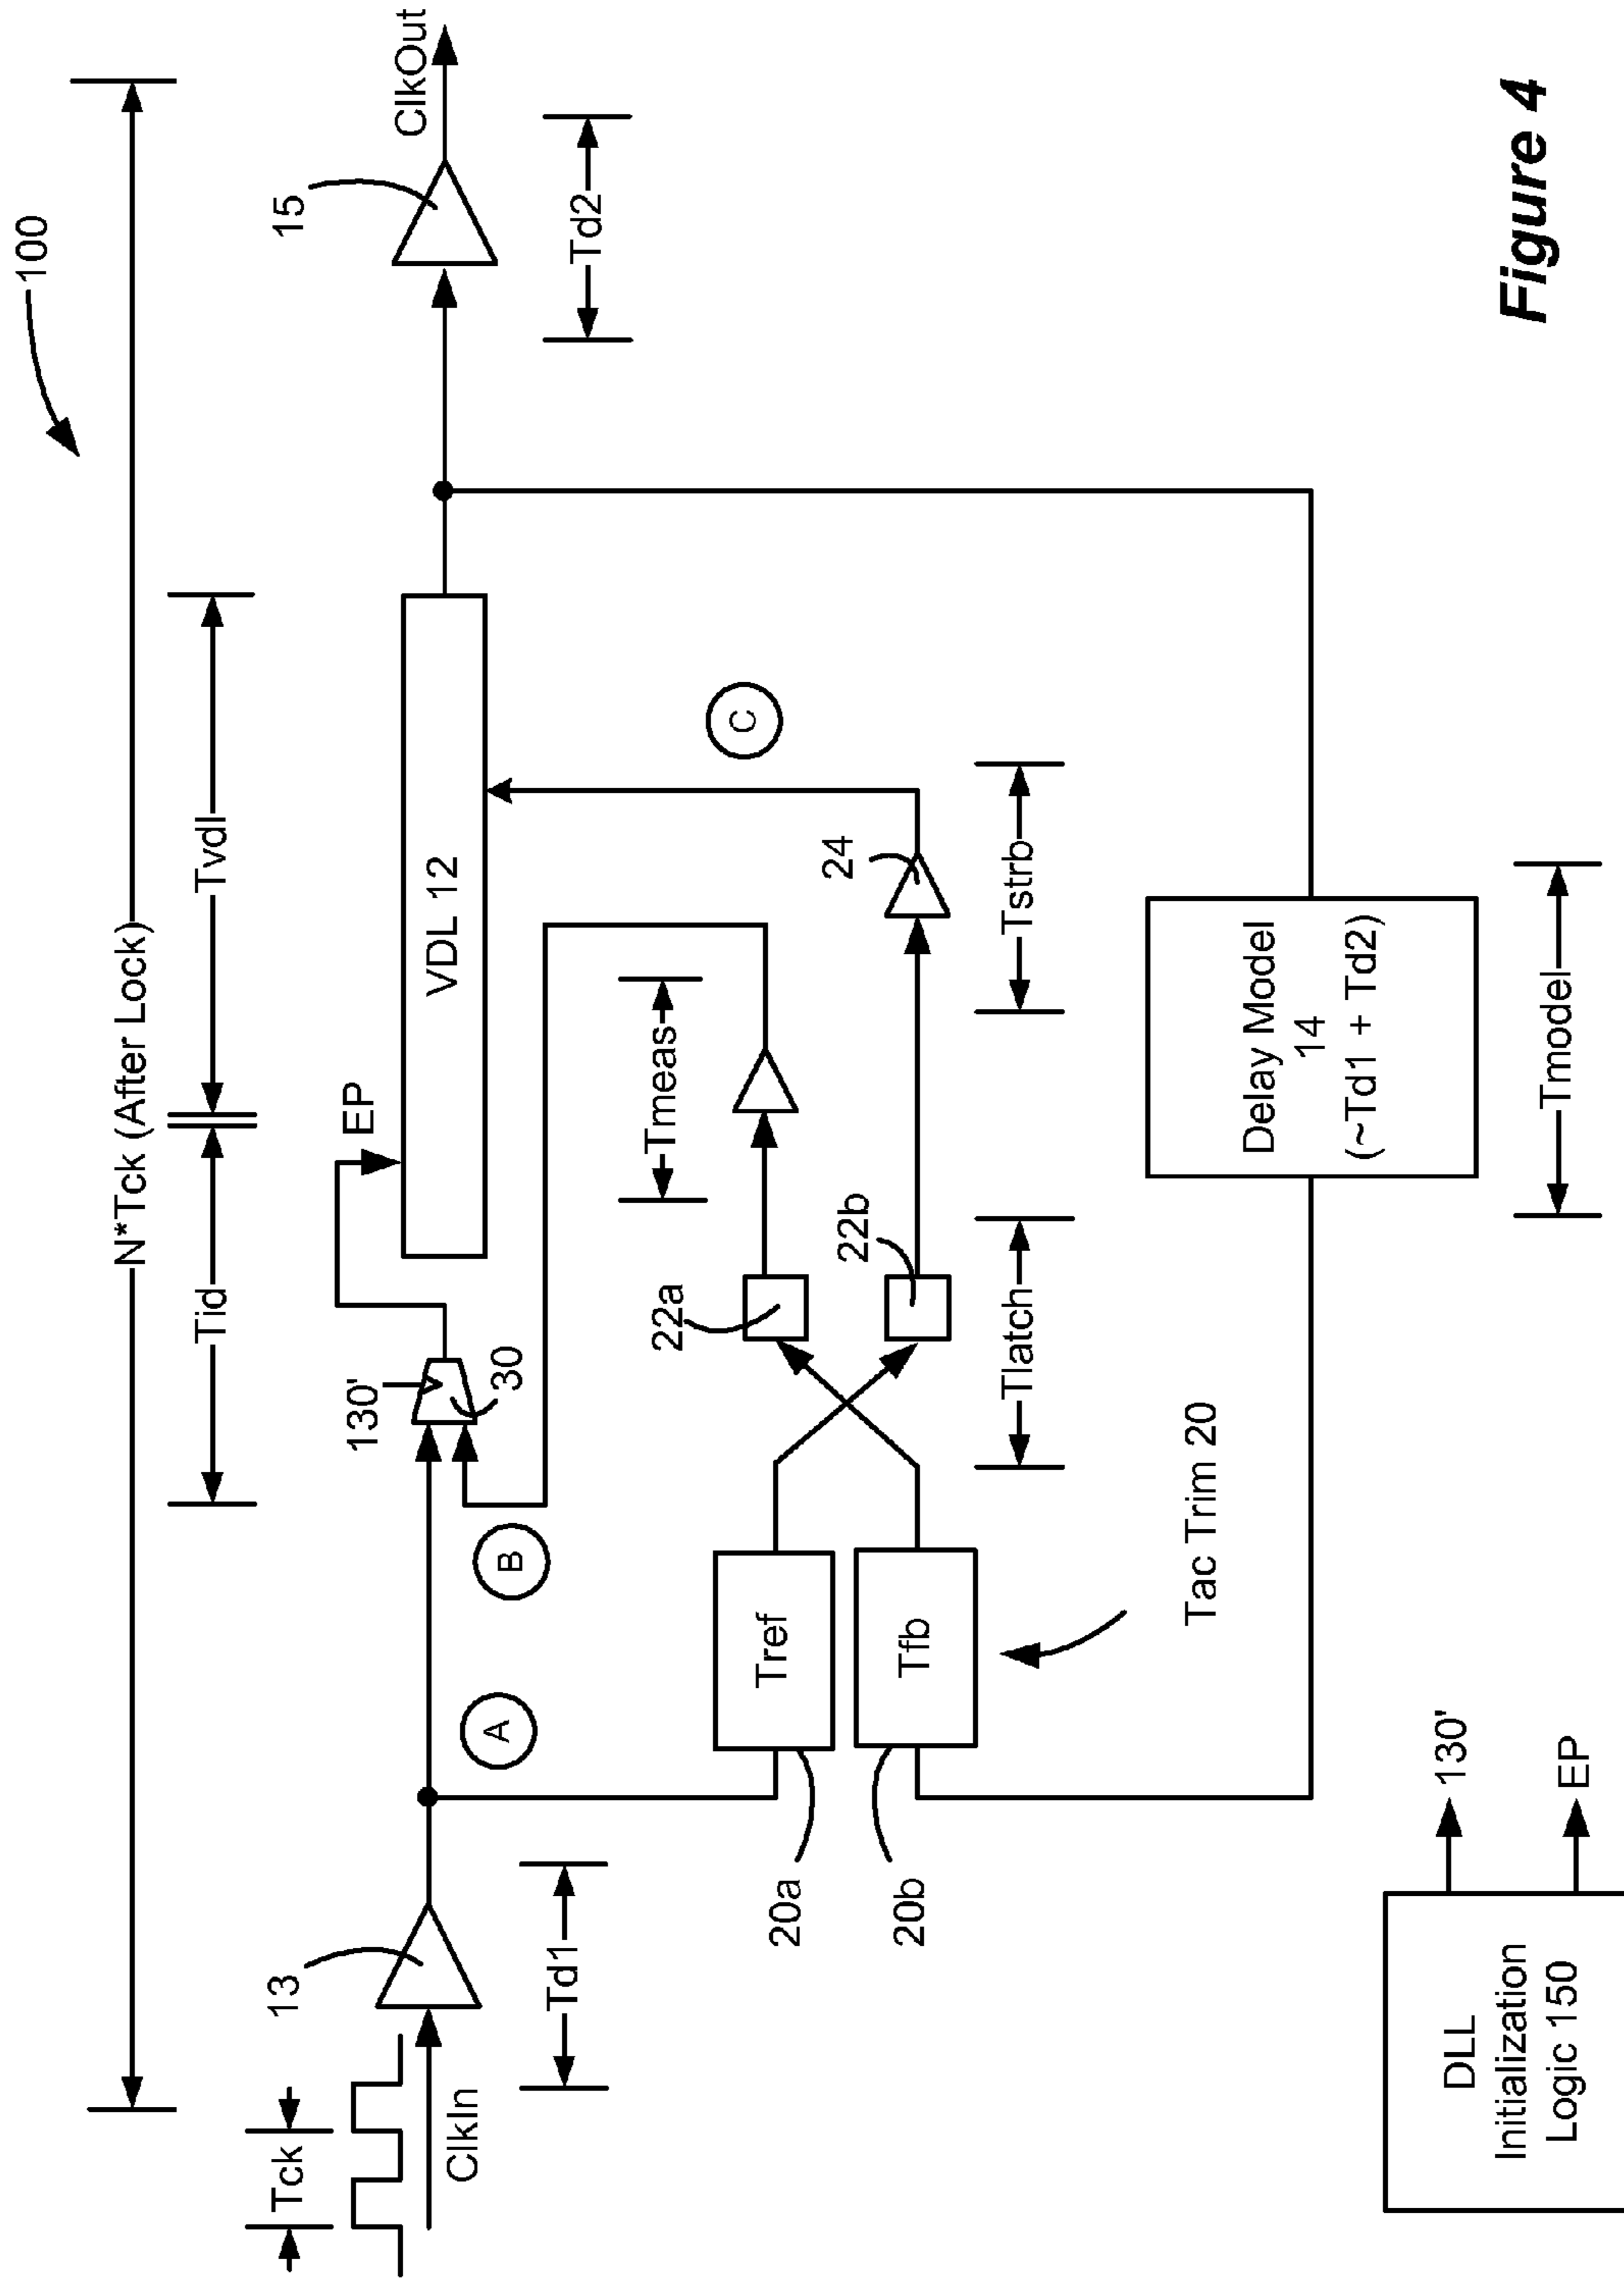 100
N*Tck (After Lock)
Tid
Tvdl
Tck
ClkIn
13
Td1
130'
30
EP
VDL 12
15
ClkOut
Td2
A
B
C
Tmeas
Tref
Tfb
20a
20b
22a
22b
24
Tlatch
Tstrb
Tac Trim 20
Delay Model
14
(~Td1 + Td2)
Tmodel
DLL
Initialization
Logic 150
130'
EP
Figure 4